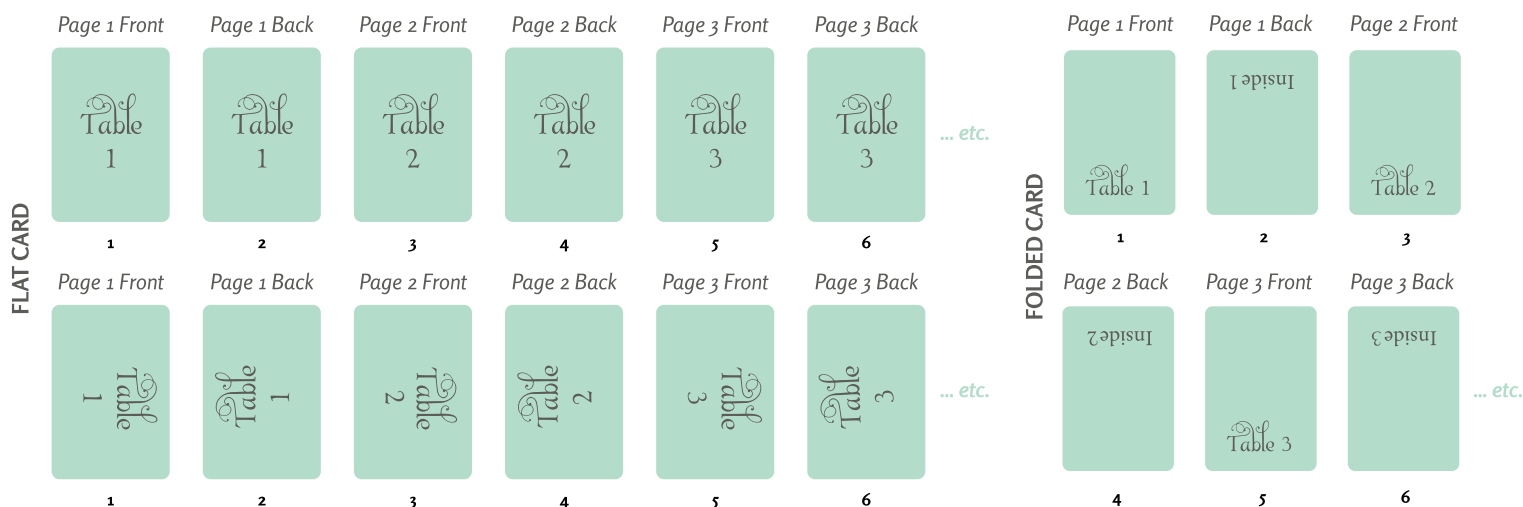 FLAT CARD
Page 1 Front
Page 1 Back
Page 2 Front
Page 2 Back
Page 3 Front
Page 3 Back
Table
1
Table
1
Table
2
Table
2
Table
3
Table
3
... etc.
1
2
3
4
5
6
Page 1 Front
Page 1 Back
Page 2 Front
Page 2 Back
Page 3 Front
Page 3 Back
Table
1
Table
1
Table
2
Table
2
Table
3
Table
3
... etc.
1
2
3
4
5
6
FOLDED CARD
Page 1 Front
Page 1 Back
Page 2 Front
Table 1
Inside 1
Table 2
1
2
3
Page 2 Back
Page 3 Front
Page 3 Back
Inside 2
Table 3
Inside 3
... etc.
4
5
6